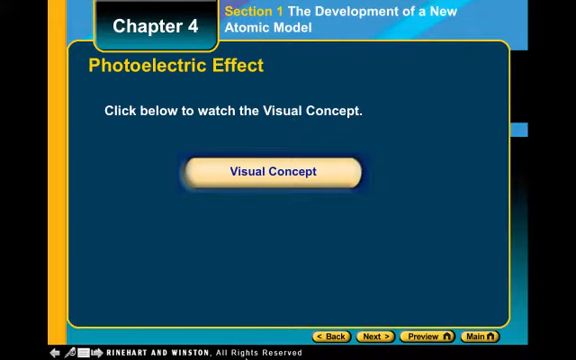 Chapter 4
Section 1 The Development of a New
Atomic Model
Photoelectric Effect
Click below to watch the Visual Concept.
Visual Concept
< Back
Next >
Preview
Main
RINEHART AND WINSTON, All Rights Reserved